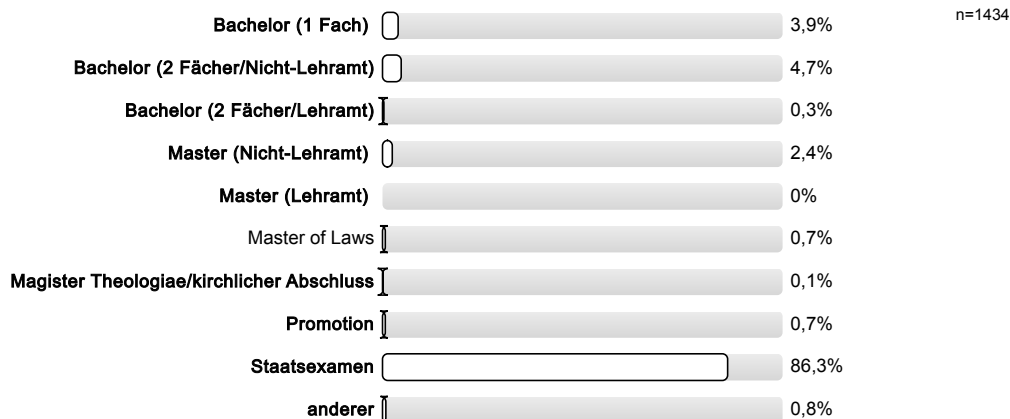 n=1434
Bachelor (1 Fach) 3,9%
Bachelor (2 Fächer/Nicht-Lehramt) 4,7%
Bachelor (2 Fächer/Lehramt) 0,3%
Master (Nicht-Lehramt) 2,4%
Master (Lehramt) 0%
Master of Laws 0,7%
Magister Theologiae/kirchlicher Abschluss 0,1%
Promotion 0,7%
Staatsexamen 86,3%
anderer 0,8%